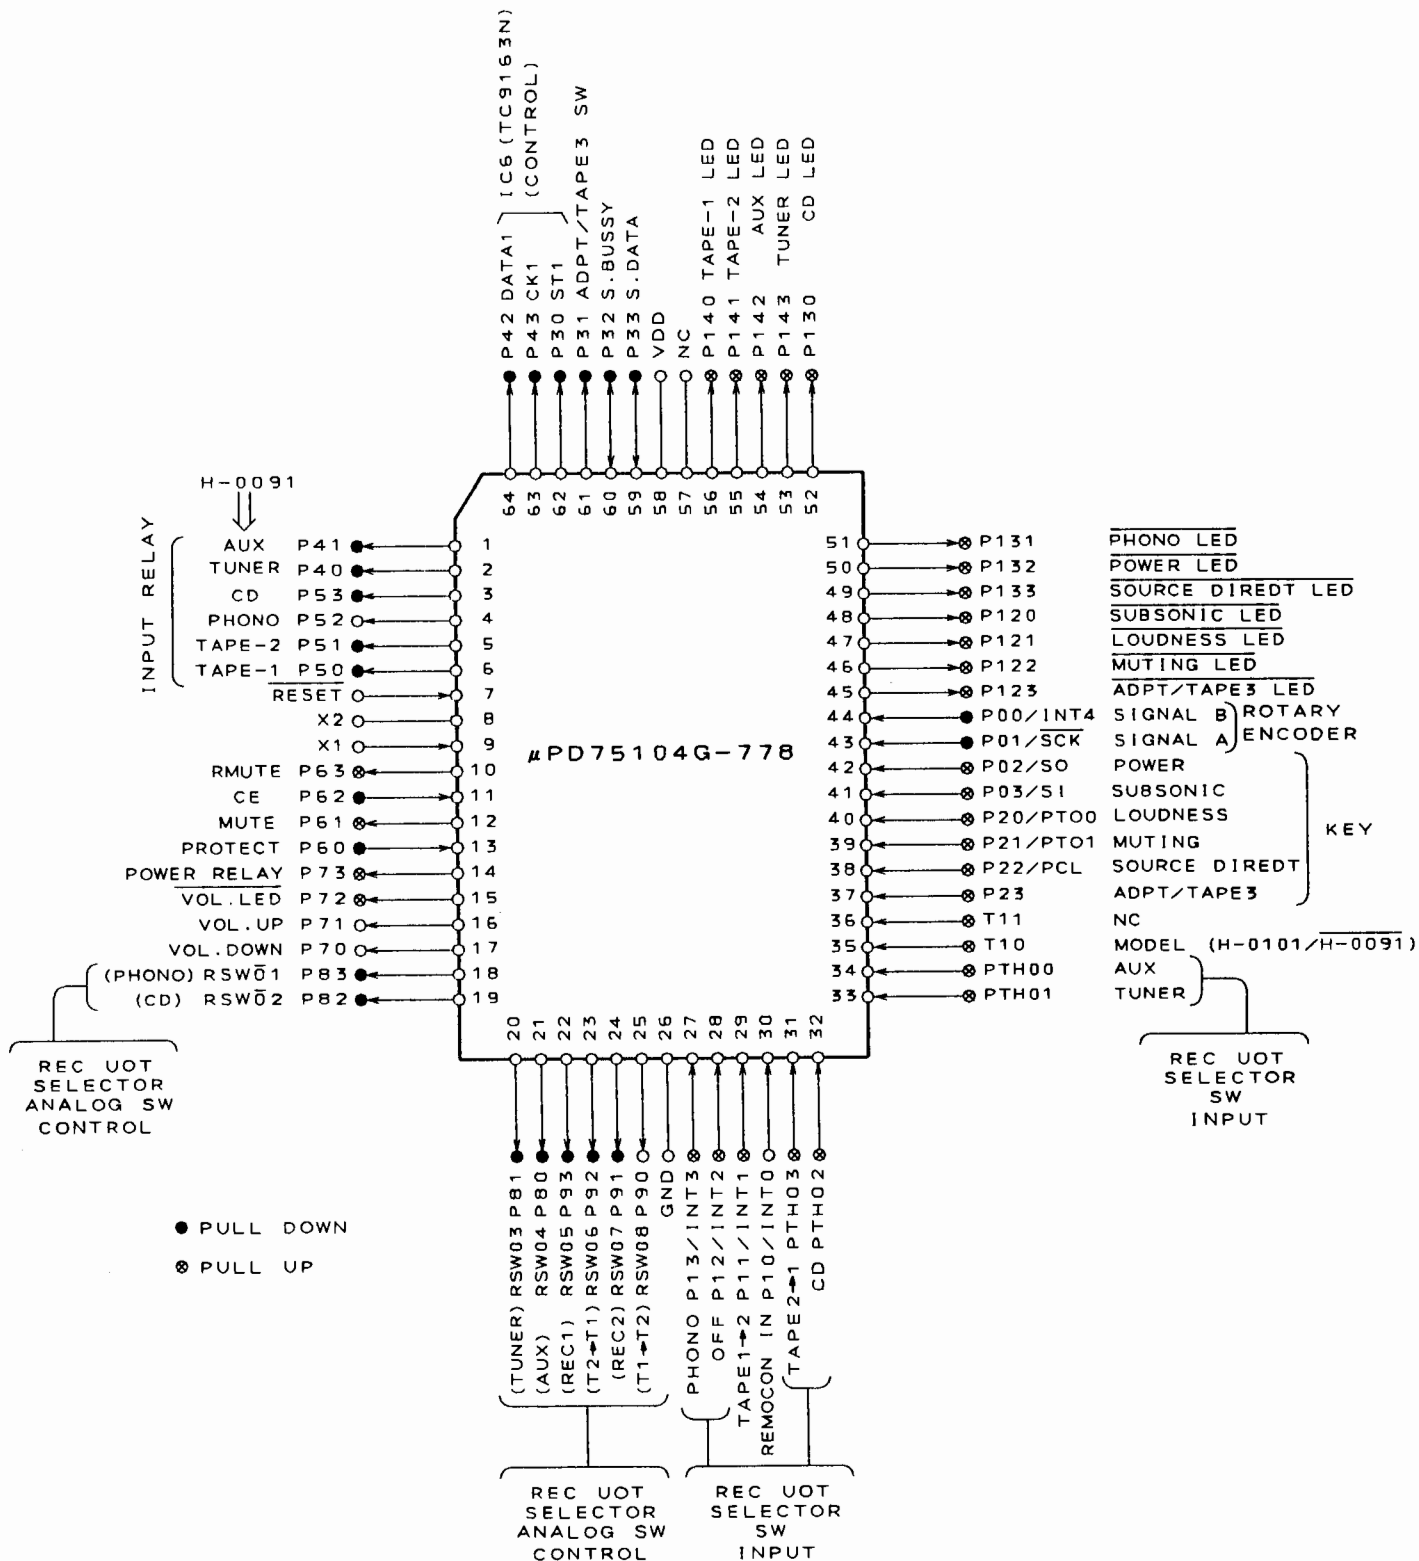 IC6 (TC9163N)
(CONTROL)
P42 DATA1
P43 CK1
P30 ST1
P31 ADPT/TAPE3 SW
P32 S.BUSSY
P33 S.DATA
VDD
NC
P140 TAPE-1 LED
P141 TAPE-2 LED
P142 AUX LED
P143 TUNER LED
P130 CD LED
64 63 62 61 60 59 58 57 56 55 54 53 52
H-0091
INPUT RELAY
AUX P41 1
TUNER P40 2
CD P53 3
PHONO P52 4
TAPE-2 P51 5
TAPE-1 P50 6
RESET 7
X2 8
X1 9
RMUTE P63 10
CE P62 11
MUTE P61 12
PROTECT P60 13
POWER RELAY P73 14
VOL.LED P72 15
VOL.UP P71 16
VOL.DOWN P70 17
(PHONO) RSW01 P83 18
(CD) RSW02 P82 19
REC UOT
SELECTOR
ANALOG SW
CONTROL
μPD75104G-778
51 P131 PHONO LED
50 P132 POWER LED
49 P133 SOURCE DIREDT LED
48 P120 SUBSONIC LED
47 P121 LOUDNESS LED
46 P122 MUTING LED
45 P123 ADPT/TAPE3 LED
44 P00/INT4 SIGNAL B
43 P01/SCK SIGNAL A
ROTARY
ENCODER
42 P02/SO POWER
41 P03/SI SUBSONIC
40 P20/PTO0 LOUDNESS
39 P21/PTO1 MUTING
38 P22/PCL SOURCE DIREDT
37 P23 ADPT/TAPE3
KEY
36 T11 NC
35 T10 MODEL (H-0101/H-0091)
34 PTH00 AUX
33 PTH01 TUNER
REC UOT
SELECTOR
SW
INPUT
20 21 22 23 24 25 26 27 28 29 30 31 32
(TUNER) RSW03 P81
(AUX) RSW04 P80
(REC1) RSW05 P93
(T2→T1) RSW06 P92
(REC2) RSW07 P91
(T1→T2) RSW08 P90
GND
PHONO P13/INT3
OFF P12/INT2
TAPE1→2 P11/INT1
REMOCON IN P10/INT0
TAPE2→1 PTH03
CD PTH02
REC UOT
SELECTOR
ANALOG SW
CONTROL
REC UOT
SELECTOR
SW
INPUT
● PULL DOWN
⊗ PULL UP